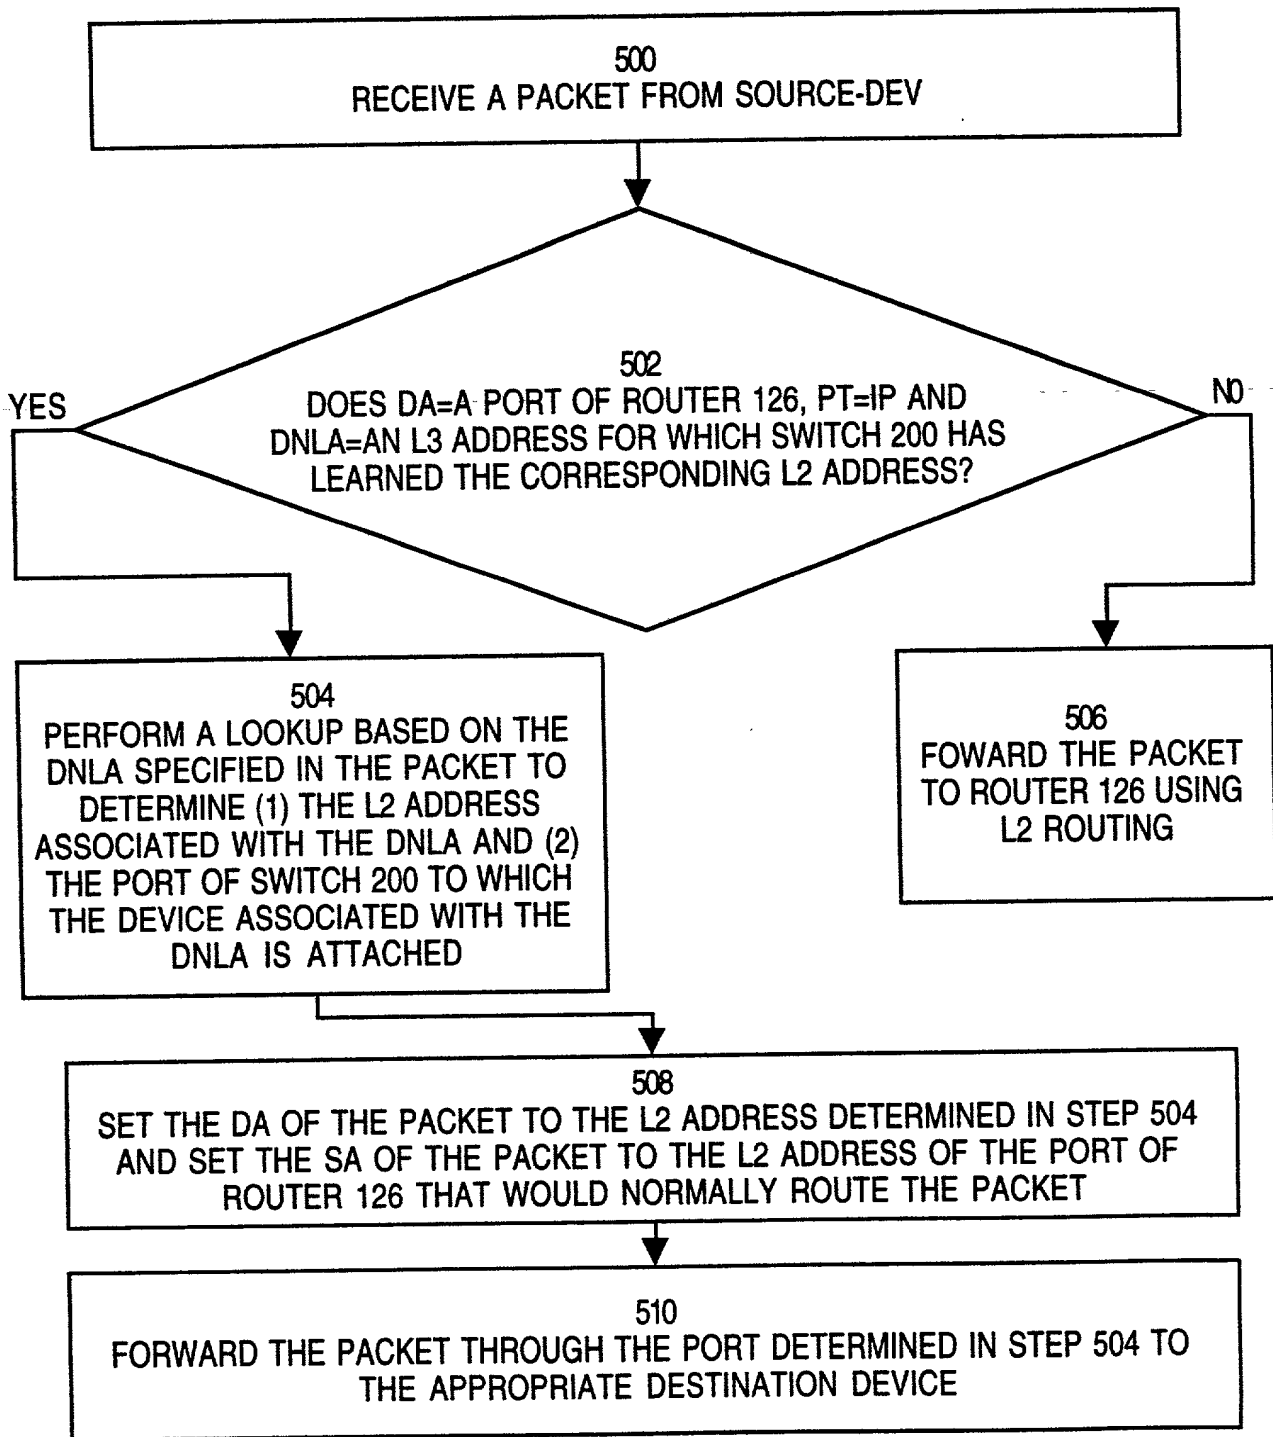 500
RECEIVE A PACKET FROM SOURCE-DEV
502
DOES DA=A PORT OF ROUTER 126, PT=IP AND
DNLA=AN L3 ADDRESS FOR WHICH SWITCH 200 HAS
LEARNED THE CORRESPONDING L2 ADDRESS?
YES
NO
504
PERFORM A LOOKUP BASED ON THE
DNLA SPECIFIED IN THE PACKET TO
DETERMINE (1) THE L2 ADDRESS
ASSOCIATED WITH THE DNLA AND (2)
THE PORT OF SWITCH 200 TO WHICH
THE DEVICE ASSOCIATED WITH THE
DNLA IS ATTACHED
506
FOWARD THE PACKET
TO ROUTER 126 USING
L2 ROUTING
508
SET THE DA OF THE PACKET TO THE L2 ADDRESS DETERMINED IN STEP 504
AND SET THE SA OF THE PACKET TO THE L2 ADDRESS OF THE PORT OF
ROUTER 126 THAT WOULD NORMALLY ROUTE THE PACKET
510
FORWARD THE PACKET THROUGH THE PORT DETERMINED IN STEP 504 TO
THE APPROPRIATE DESTINATION DEVICE